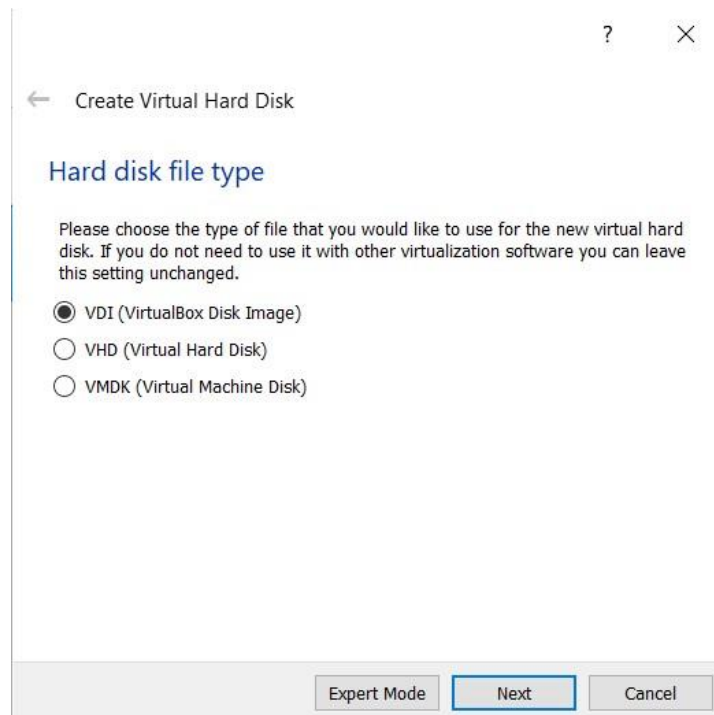 ?
Create Virtual Hard Disk
Hard disk file type
Please choose the type of file that you would like to use for the new virtual hard
disk. If you do not need to use it with other virtualization software you can leave
this setting unchanged.
VDI (VirtualBox Disk Image)
VHD (Virtual Hard Disk)
VMDK (Virtual Machine Disk)
Expert Mode Next Cancel